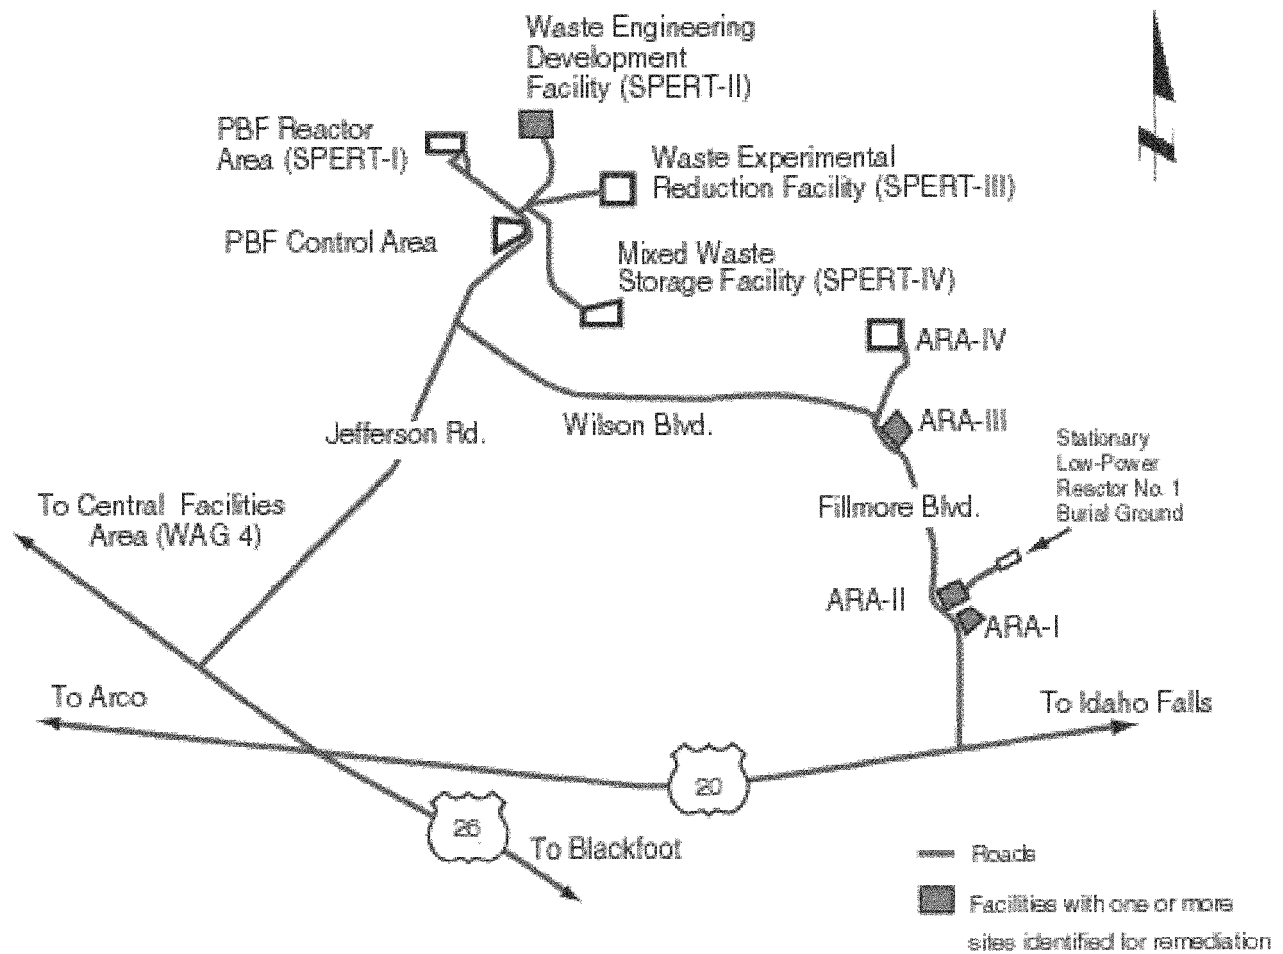 Waste Engineering
Development
Facility (SPERT-II)
PBF Reactor
Area (SPERT-I)
Waste Experimental
Reduction Facility (SPERT-III)
PBF Control Area
Mixed Waste
Storage Facility (SPERT-IV)
ARA-IV
ARA-III
Wilson Blvd.
Jefferson Rd.
Stationary
Low-Power
Reactor No. 1
Burial Ground
To Central Facilities
Area (WAG 4)
Fillmore Blvd.
ARA-II
ARA-I
To Arco
To Idaho Falls
20
26
To Blackfoot
Roads
Facilities with one or more
sites identified for remediation